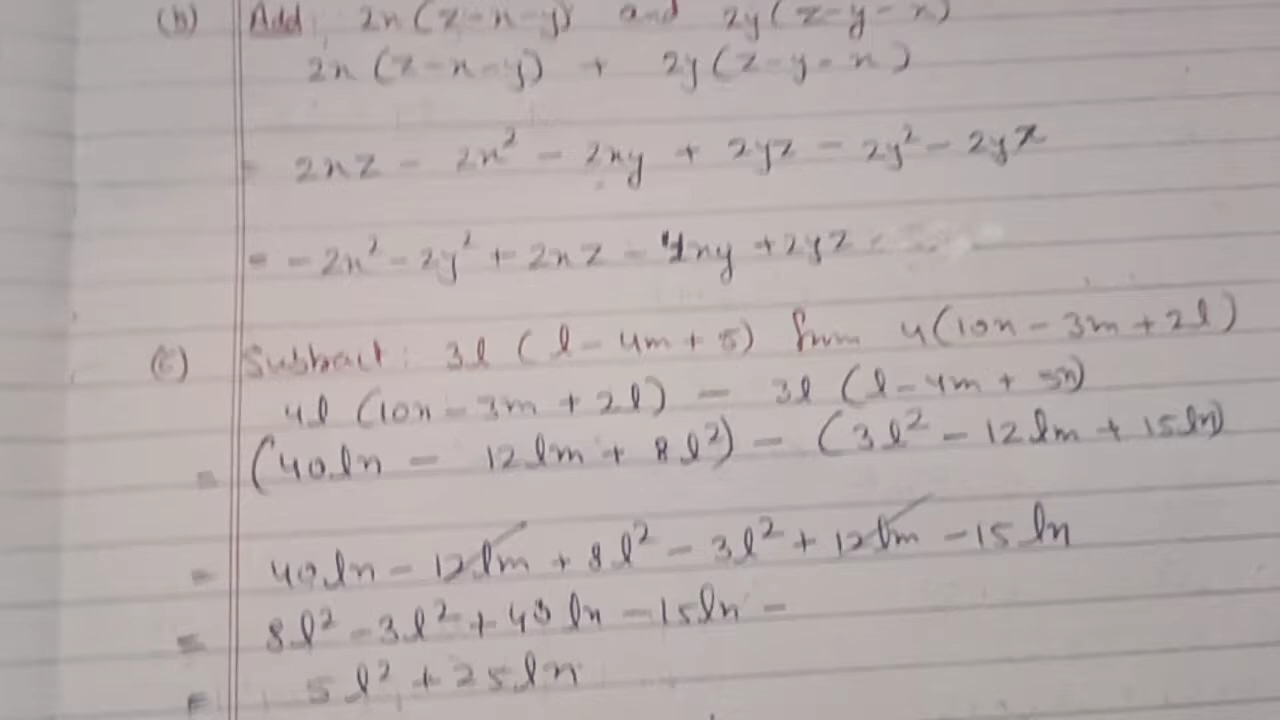 (b) Add: 2x(z-x-y) and 2y(z-y-x)
2x (z-x-y) + 2y (z-y-x)
= 2xz - 2x² - 2xy + 2yz - 2y² - 2yx
= -2x² - 2y² + 2xz - 4xy + 2yz
(c) Subtract: 3l (l - 4m + 5) from 4(10n - 3m + 2l)
4l (10n - 3m + 2l) - 3l (l - 4m + 5n)
= (40ln - 12lm + 8l²) - (3l² - 12lm + 15ln)
= 40ln - 12lm + 8l² - 3l² + 12lm - 15ln
= 8l² - 3l² + 40ln - 15ln -
= 5l² + 25ln